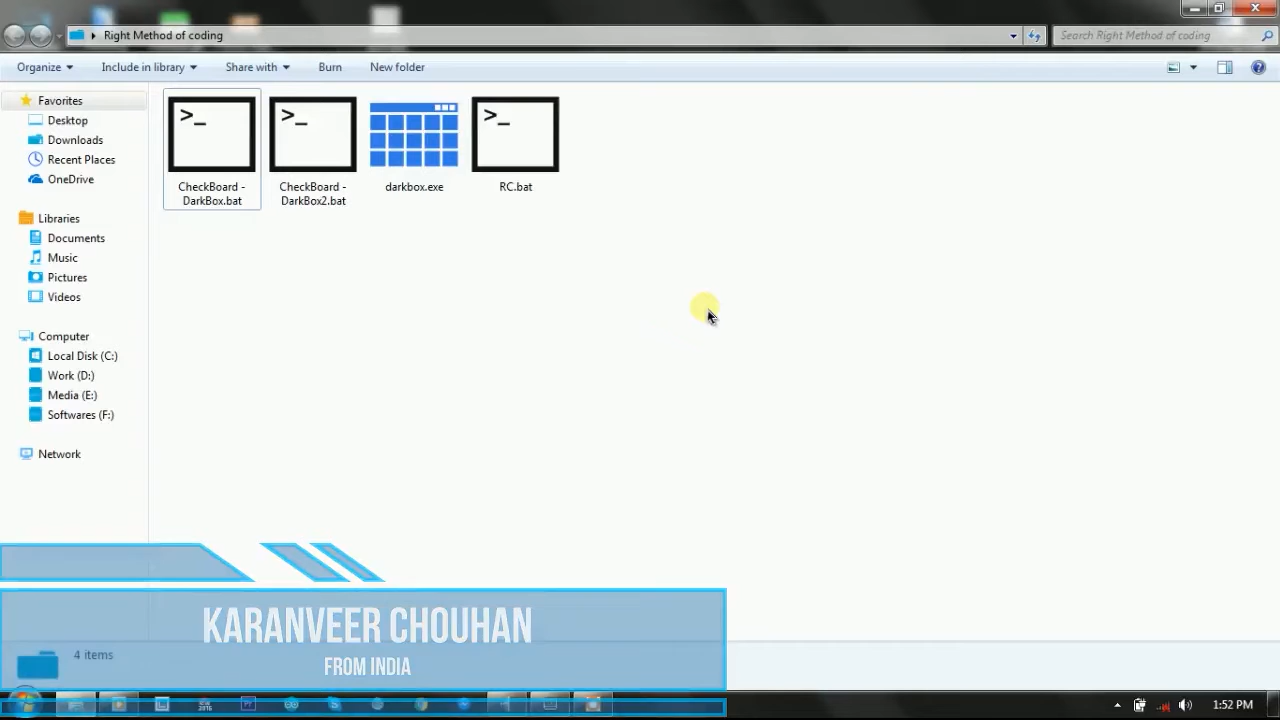 Right Method of coding
Search Right Method of coding
Organize
Include in library
Share with
Burn
New folder
Favorites
Desktop
Downloads
Recent Places
OneDrive
Libraries
Documents
Music
Pictures
Videos
Computer
Local Disk (C:)
Work (D:)
Media (E:)
Softwares (F:)
Network
>_
CheckBoard -
DarkBox.bat
>_
CheckBoard -
DarkBox2.bat
darkbox.exe
>_
RC.bat
KARANVEER CHOUHAN
FROM INDIA
4 items
1:52 PM